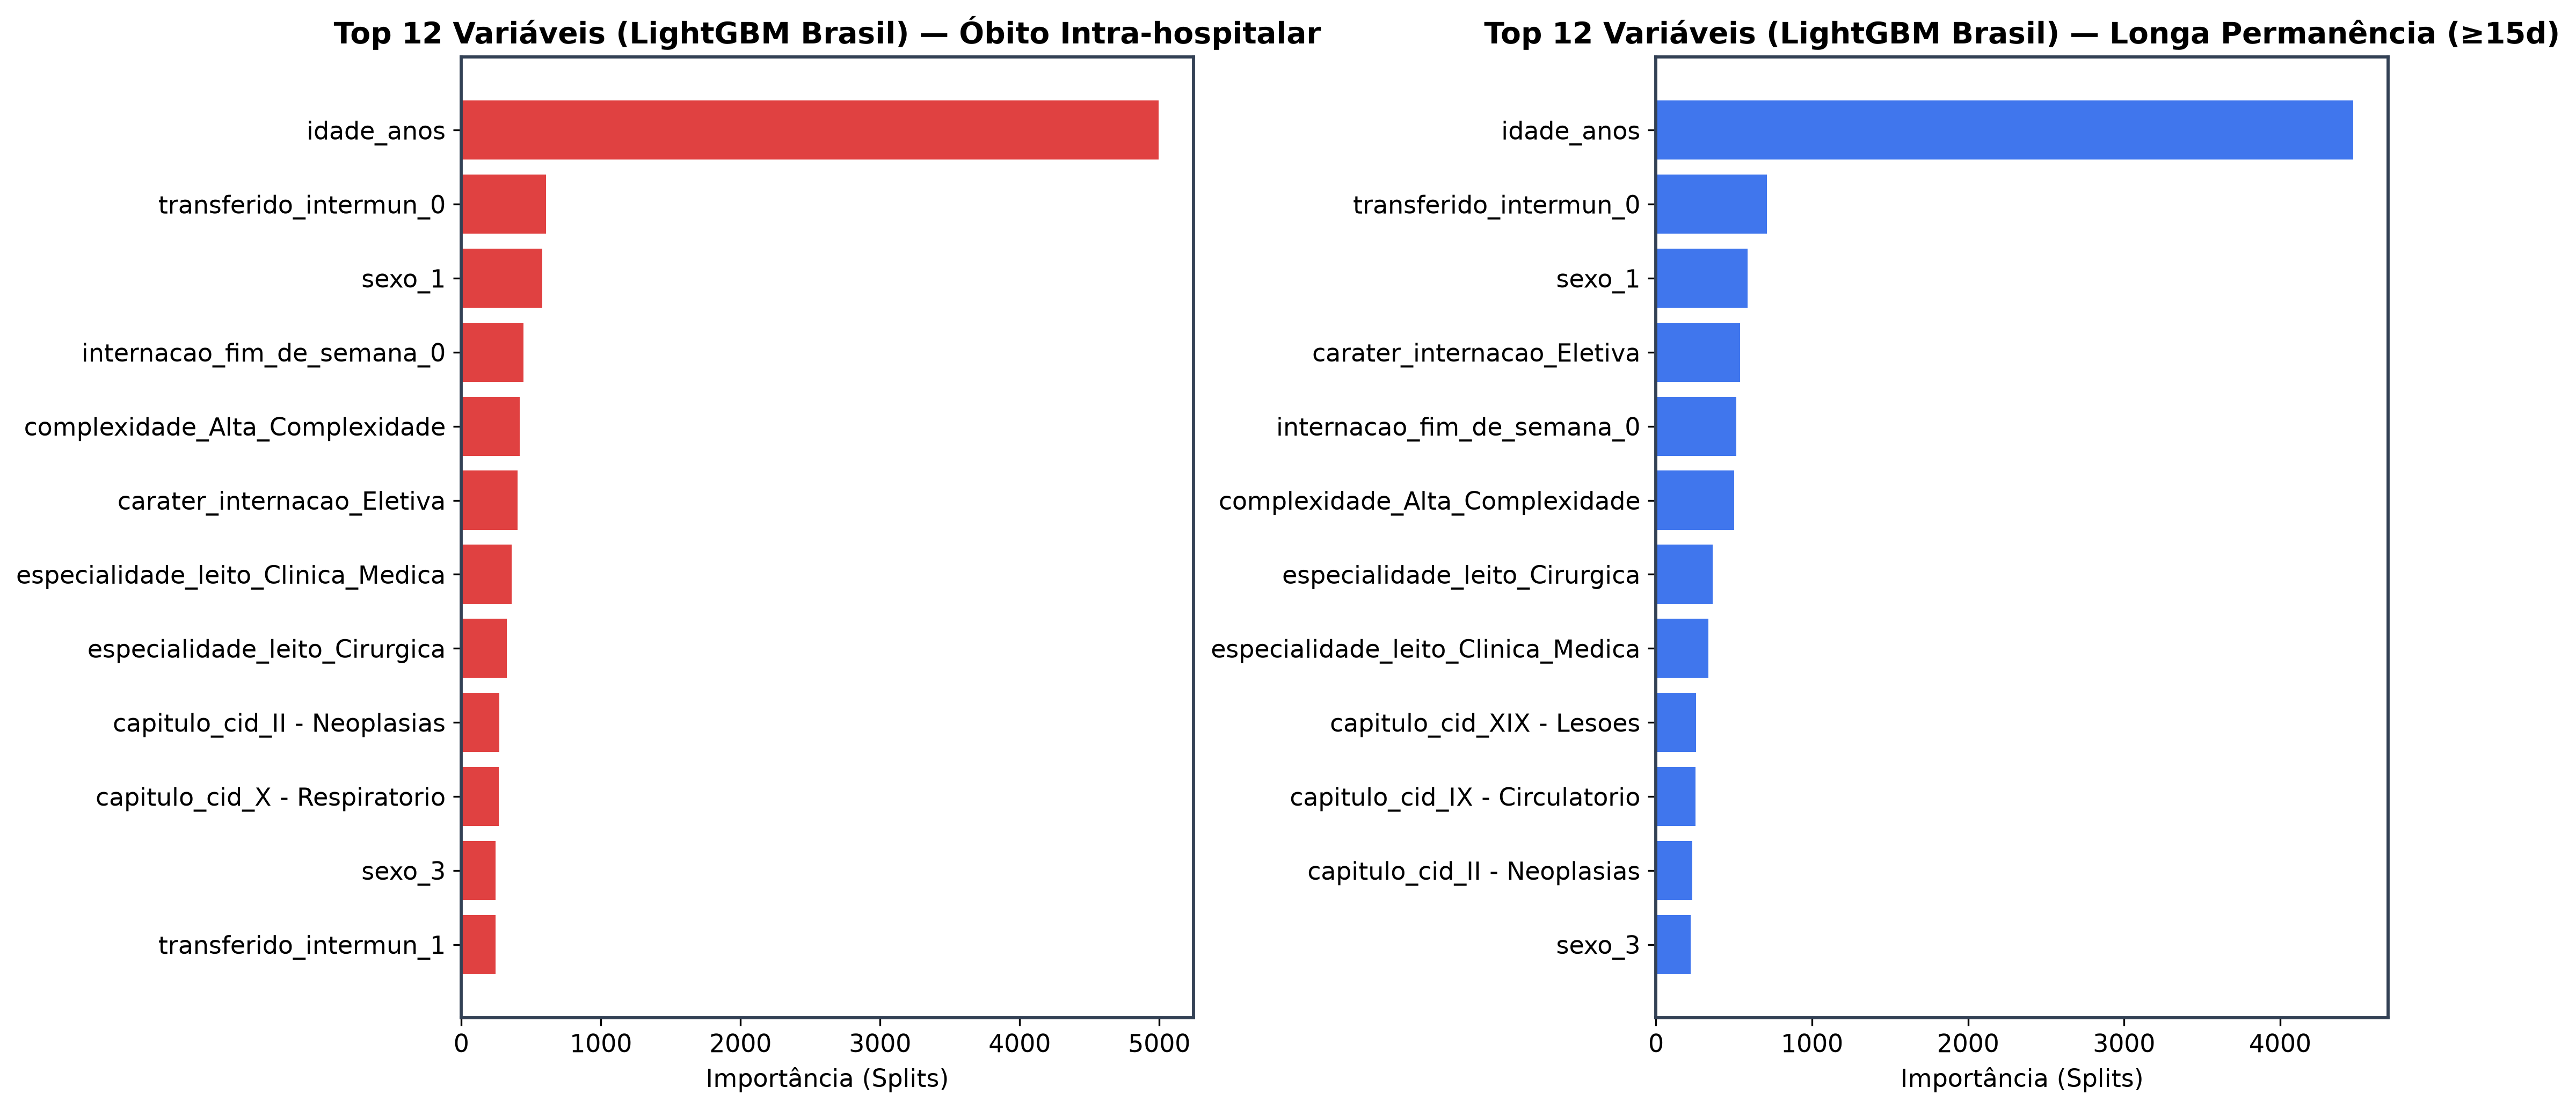 Top 12 Variáveis (LightGBM Brasil) — Óbito Intra-hospitalar
idade_anos
transferido_intermun_0
sexo_1
internacao_fim_de_semana_0
complexidade_Alta_Complexidade
carater_internacao_Eletiva
especialidade_leito_Clinica_Medica
especialidade_leito_Cirurgica
capitulo_cid_II - Neoplasias
capitulo_cid_X - Respiratorio
sexo_3
transferido_intermun_1
0 1000 2000 3000 4000 5000
Importância (Splits)
Top 12 Variáveis (LightGBM Brasil) — Longa Permanência (≥15d)
idade_anos
transferido_intermun_0
sexo_1
carater_internacao_Eletiva
internacao_fim_de_semana_0
complexidade_Alta_Complexidade
especialidade_leito_Cirurgica
especialidade_leito_Clinica_Medica
capitulo_cid_XIX - Lesoes
capitulo_cid_IX - Circulatorio
capitulo_cid_II - Neoplasias
sexo_3
0 1000 2000 3000 4000
Importância (Splits)